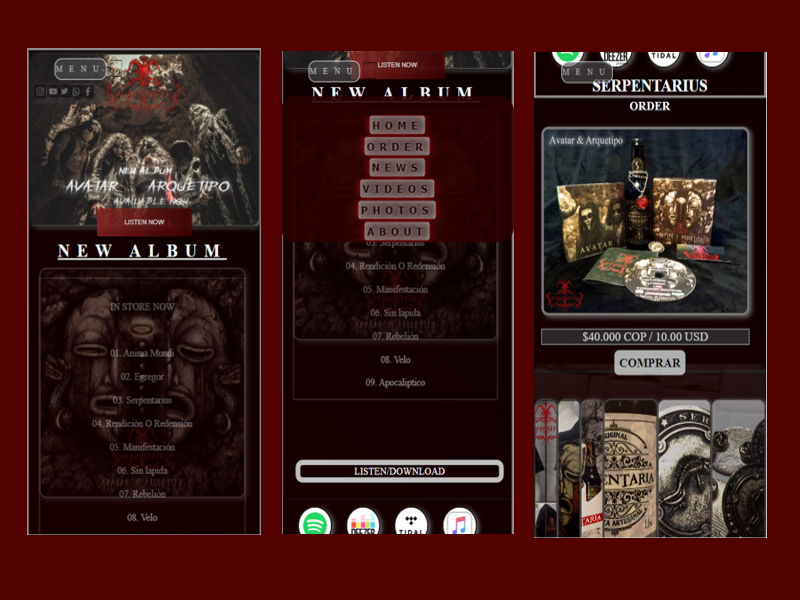 MENU
NEW ALBUM
AVATAR ARQUETIPO
AVAILABLE NOW
LISTEN NOW
NEW ALBUM
IN STORE NOW
01. Anima Mundi
02. Egregor
03. Serpentarius
04. Rendición O Redensión
05. Manifestación
06. Sin lapida
07. Rebelión
08. Velo
MENU
LISTEN NOW
NEW ALBUM
HOME
ORDER
NEWS
VIDEOS
PHOTOS
ABOUT
03. Serpentarius
04. Rendición O Redensión
05. Manifestación
06. Sin lapida
07. Rebelión
08. Velo
09. Apocaliptico
LISTEN/DOWNLOAD
DEEZER
TIDAL
DEEZER
TIDAL
MENU
SERPENTARIUS
ORDER
Avatar & Arquetipo
AVATAR
$40.000 COP / 10.00 USD
COMPRAR
ENTARIA